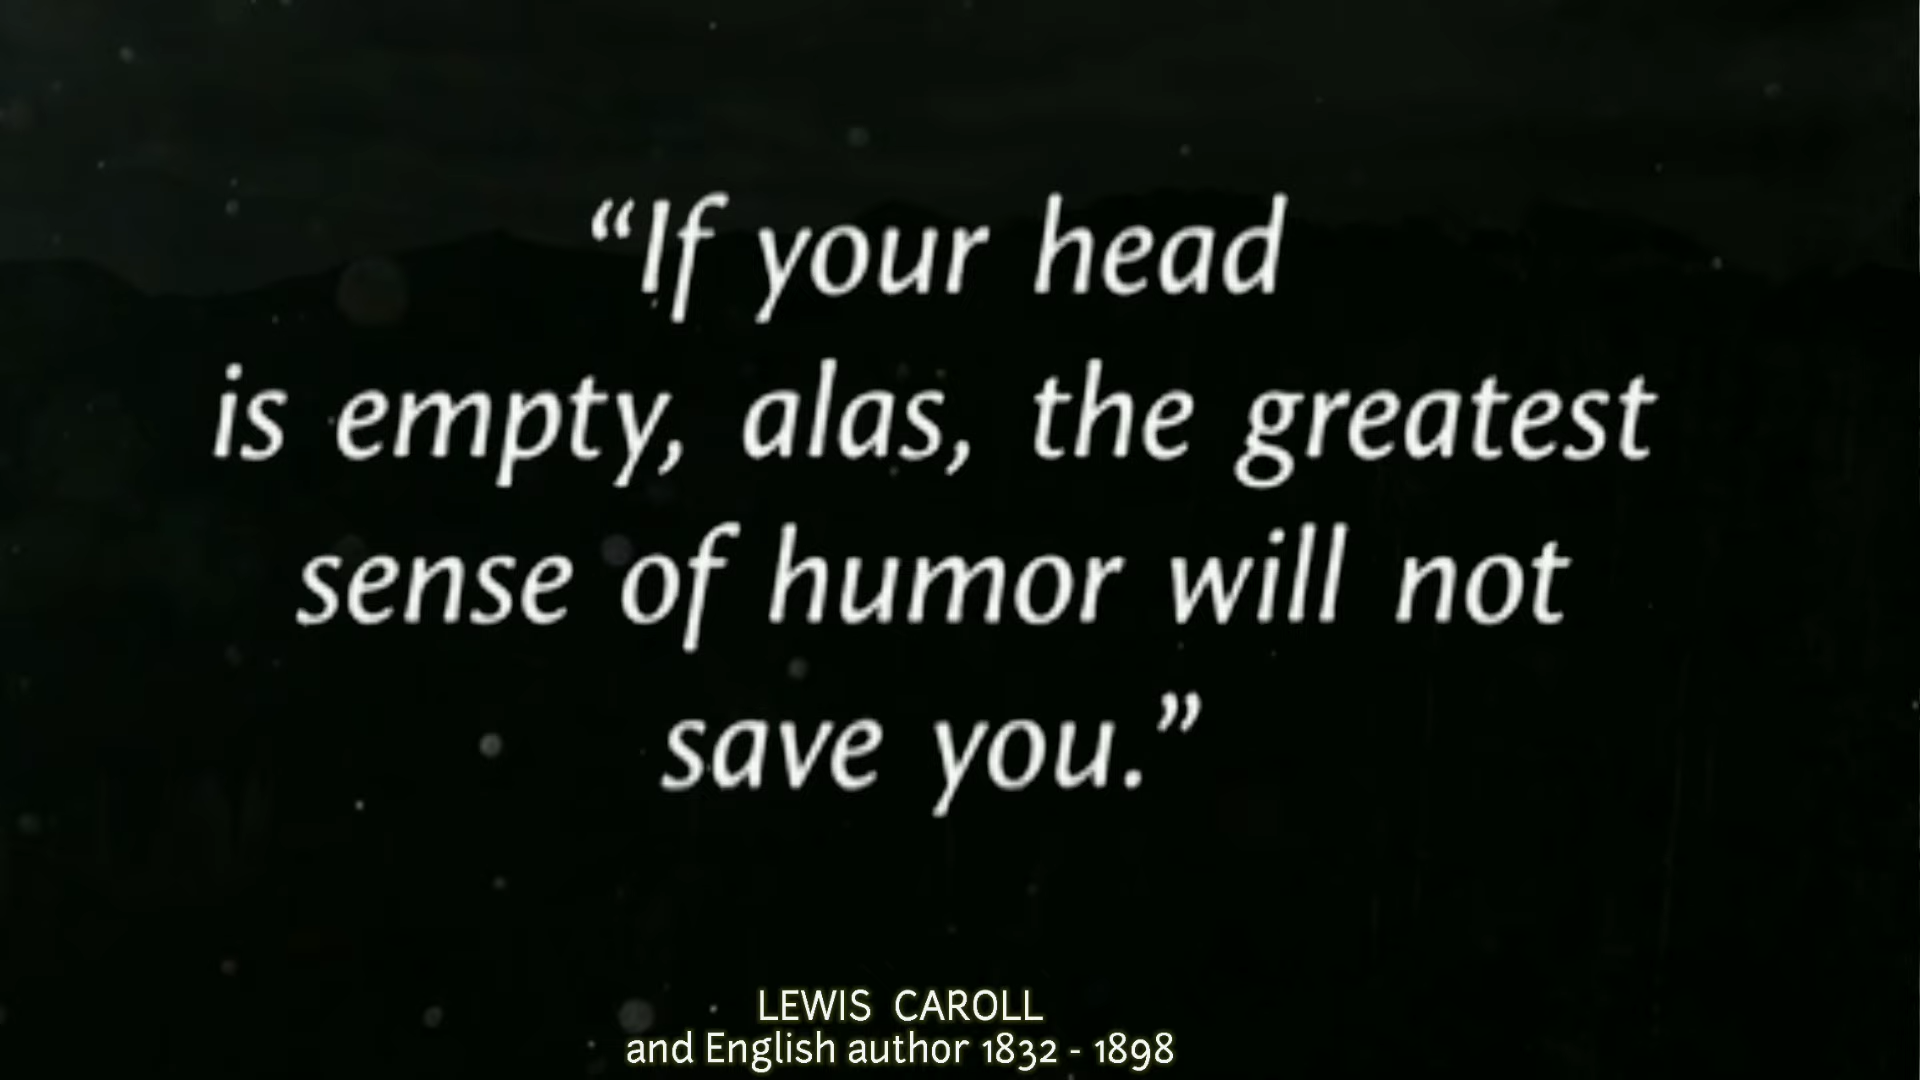 “If your head
is empty, alas, the greatest
sense of humor will not
save you.”
LEWIS CAROLL
and English author 1832 - 1898